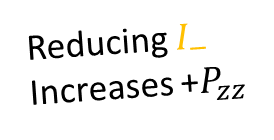 Reducing I_
Increases +P_zz